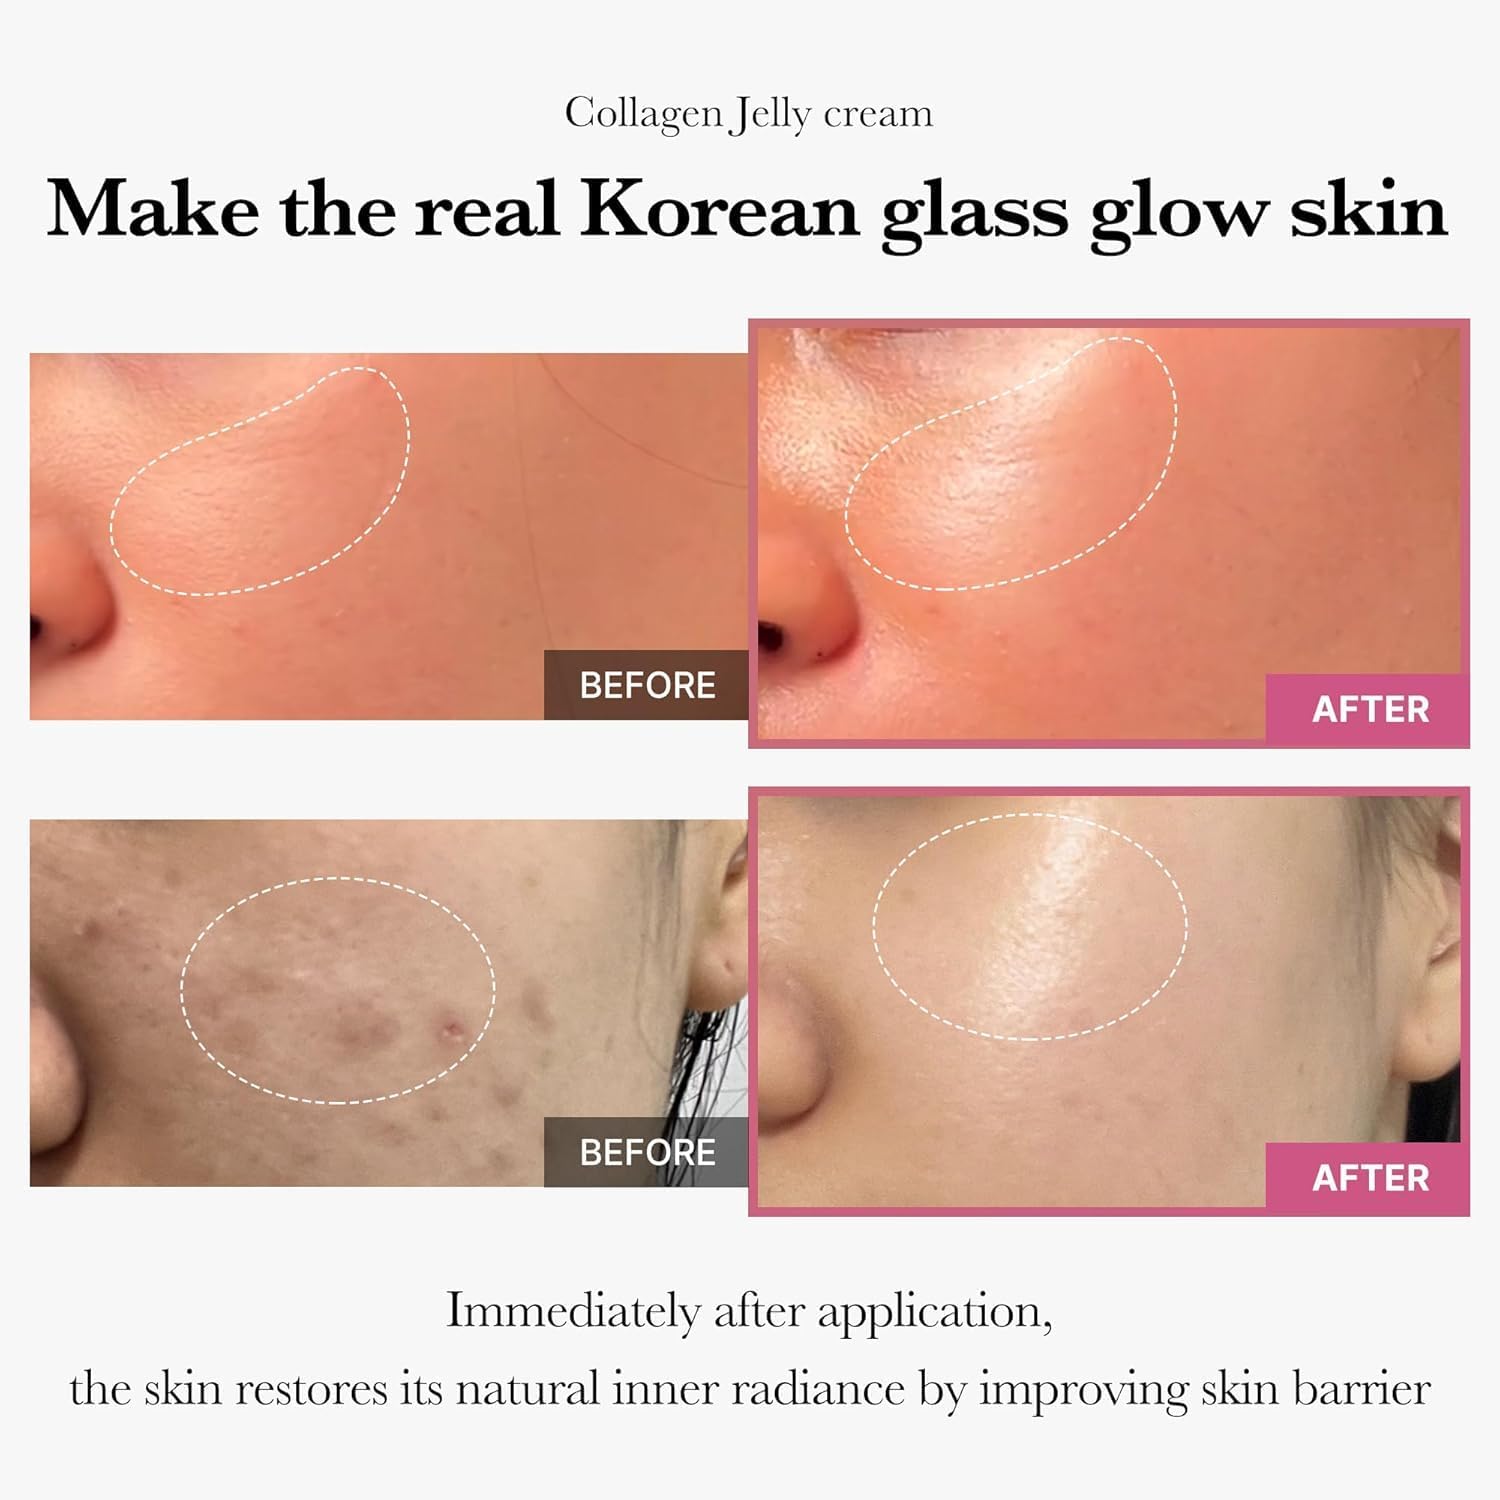 Collagen Jelly cream
Make the real Korean glass glow skin
BEFORE
AFTER
BEFORE
AFTER
Immediately after application,
the skin restores its natural inner radiance by improving skin barrier